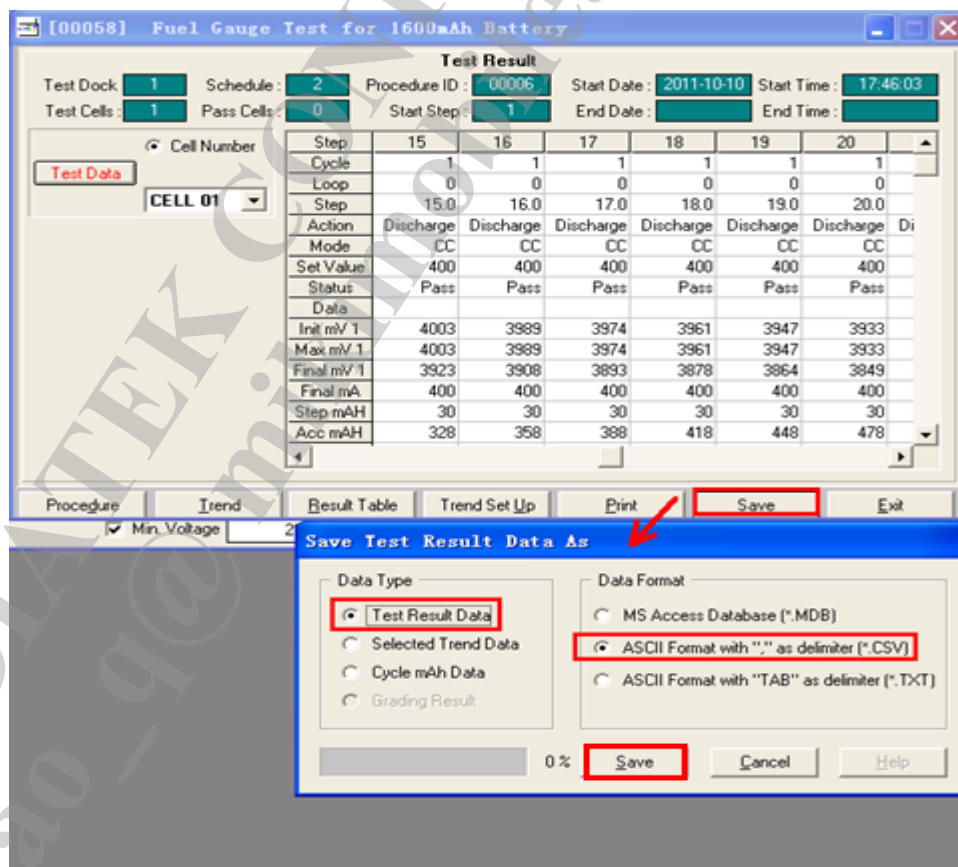 [00058] Fuel Gauge Test for 1600mAh Battery
Test Result
Test Dock 1 Schedule : 2 Procedure ID : 00006 Start Date : 2011-10-10 Start Time : 17:46:03
Test Cells : 1 Pass Cells : 0 Start Step : 1 End Date : End Time :
Cell Number
Test Data
CELL 01
Step 15 16 17 18 19 20
Cycle 1 1 1 1 1 1
Loop 0 0 0 0 0 0
Step 15.0 16.0 17.0 18.0 19.0 20.0
Action Discharge Discharge Discharge Discharge Discharge Discharge Di
Mode CC CC CC CC CC CC
Set Value 400 400 400 400 400 400
Status Pass Pass Pass Pass Pass Pass
Data
Init mV 1 4003 3989 3974 3961 3947 3933
Max mV 1 4003 3989 3974 3961 3947 3933
Final mV 1 3923 3908 3893 3878 3864 3849
Final mA 400 400 400 400 400 400
Step mAH 30 30 30 30 30 30
Acc mAH 328 358 388 418 448 478
Procedure Trend Result Table Trend Set Up Print Save Exit
Min. Voltage 2
Save Test Result Data As
Data Type
Test Result Data
Selected Trend Data
Cycle mAh Data
Grading Result
Data Format
MS Access Database (*.MDB)
ASCII Format with "," as delimiter (*.CSV)
ASCII Format with "TAB" as delimiter (*.TXT)
0 % Save Cancel Help